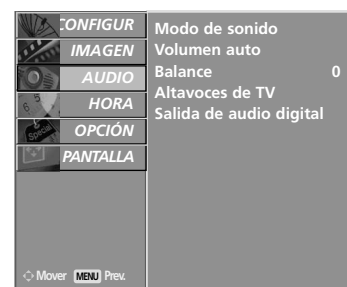 CONFIGUR
IMAGEN
AUDIO
HORA
OPCIÓN
PANTALLA
Mover MENU Prev.
Modo de sonido
Volumen auto
Balance 0
Altavoces de TV
Salida de audio digital
Special